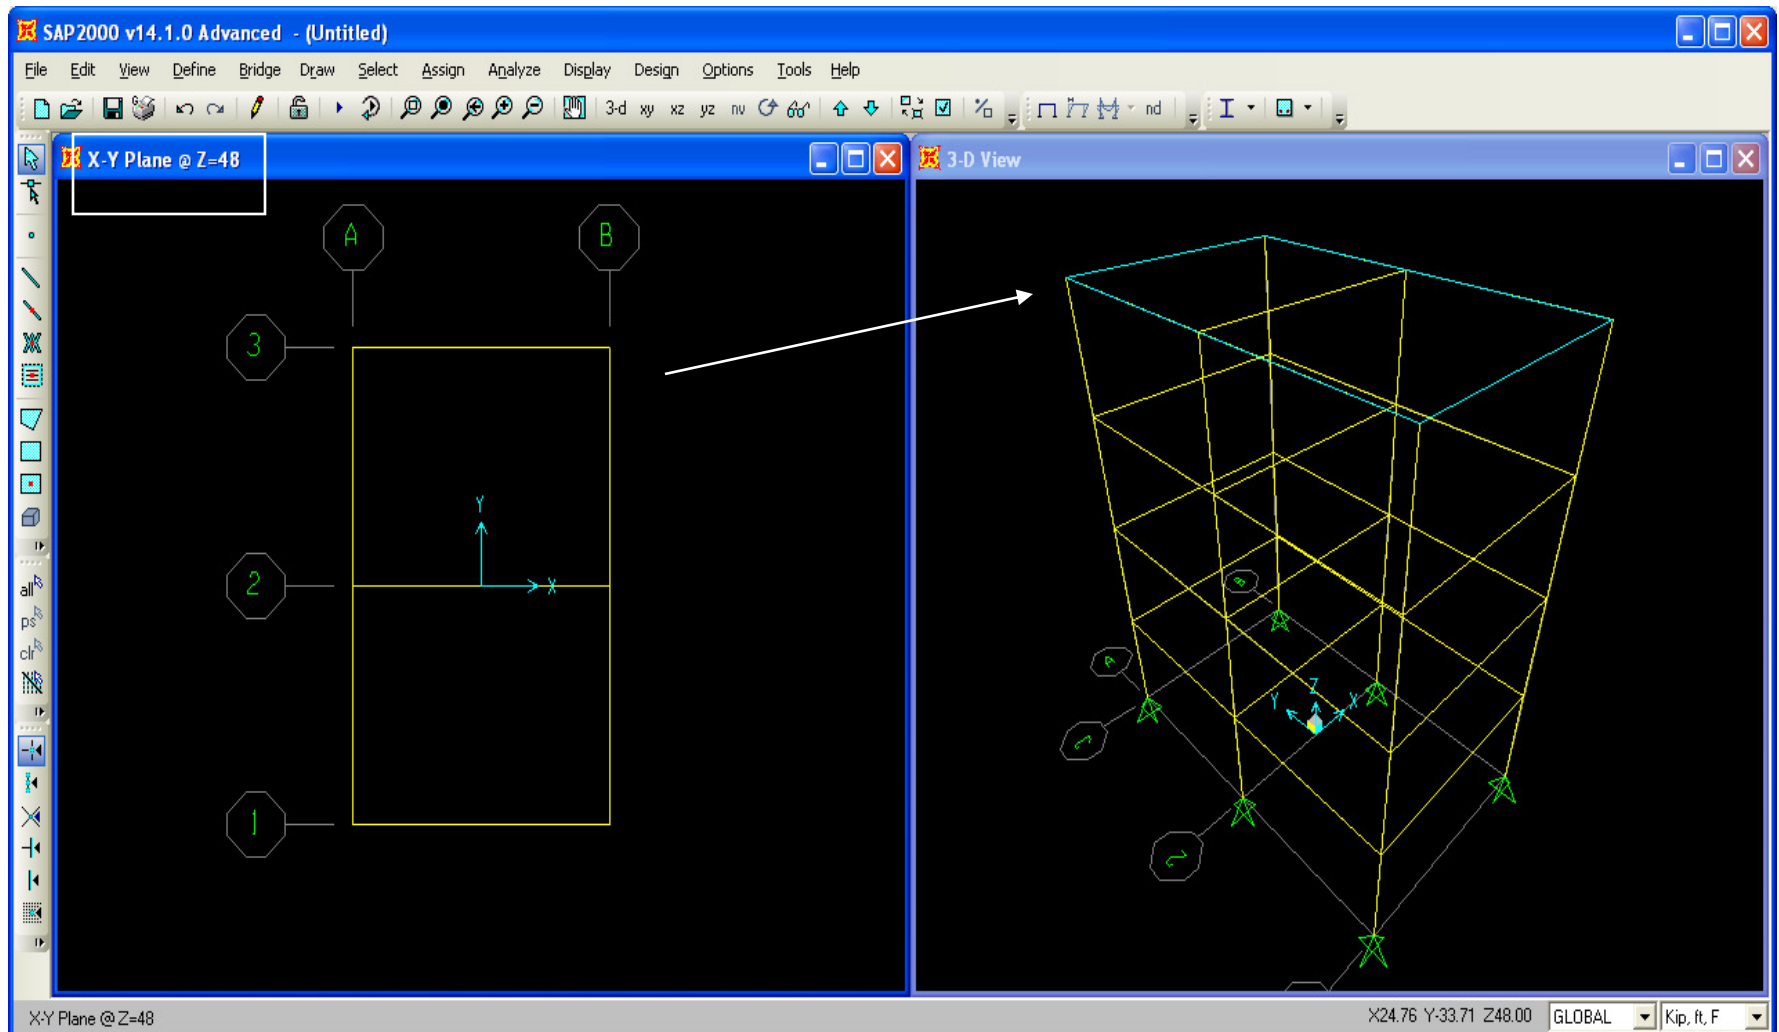 SAP2000 v14.1.0 Advanced - (Untitled)
File Edit View Define Bridge Draw Select Assign Analyze Display Design Options Tools Help
3-d xy xz yz nv nd
X-Y Plane @ Z=48
3-D View
A B
3
2
1
Y
X
all
ps
clr
B
A
3
2
Z
Y
X
X-Y Plane @ Z=48
X24.76 Y-33.71 Z48.00 GLOBAL Kip, ft, F